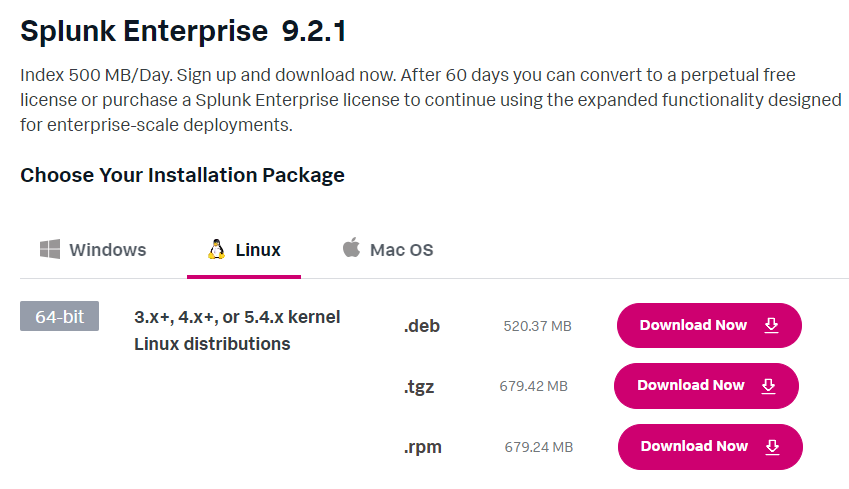 Splunk Enterprise 9.2.1
Index 500 MB/Day. Sign up and download now. After 60 days you can convert to a perpetual free
license or purchase a Splunk Enterprise license to continue using the expanded functionality designed
for enterprise-scale deployments.
Choose Your Installation Package
Windows Linux Mac OS
64-bit 3.x+, 4.x+, or 5.4.x kernel
Linux distributions
.deb 520.37 MB Download Now
.tgz 679.42 MB Download Now
.rpm 679.24 MB Download Now